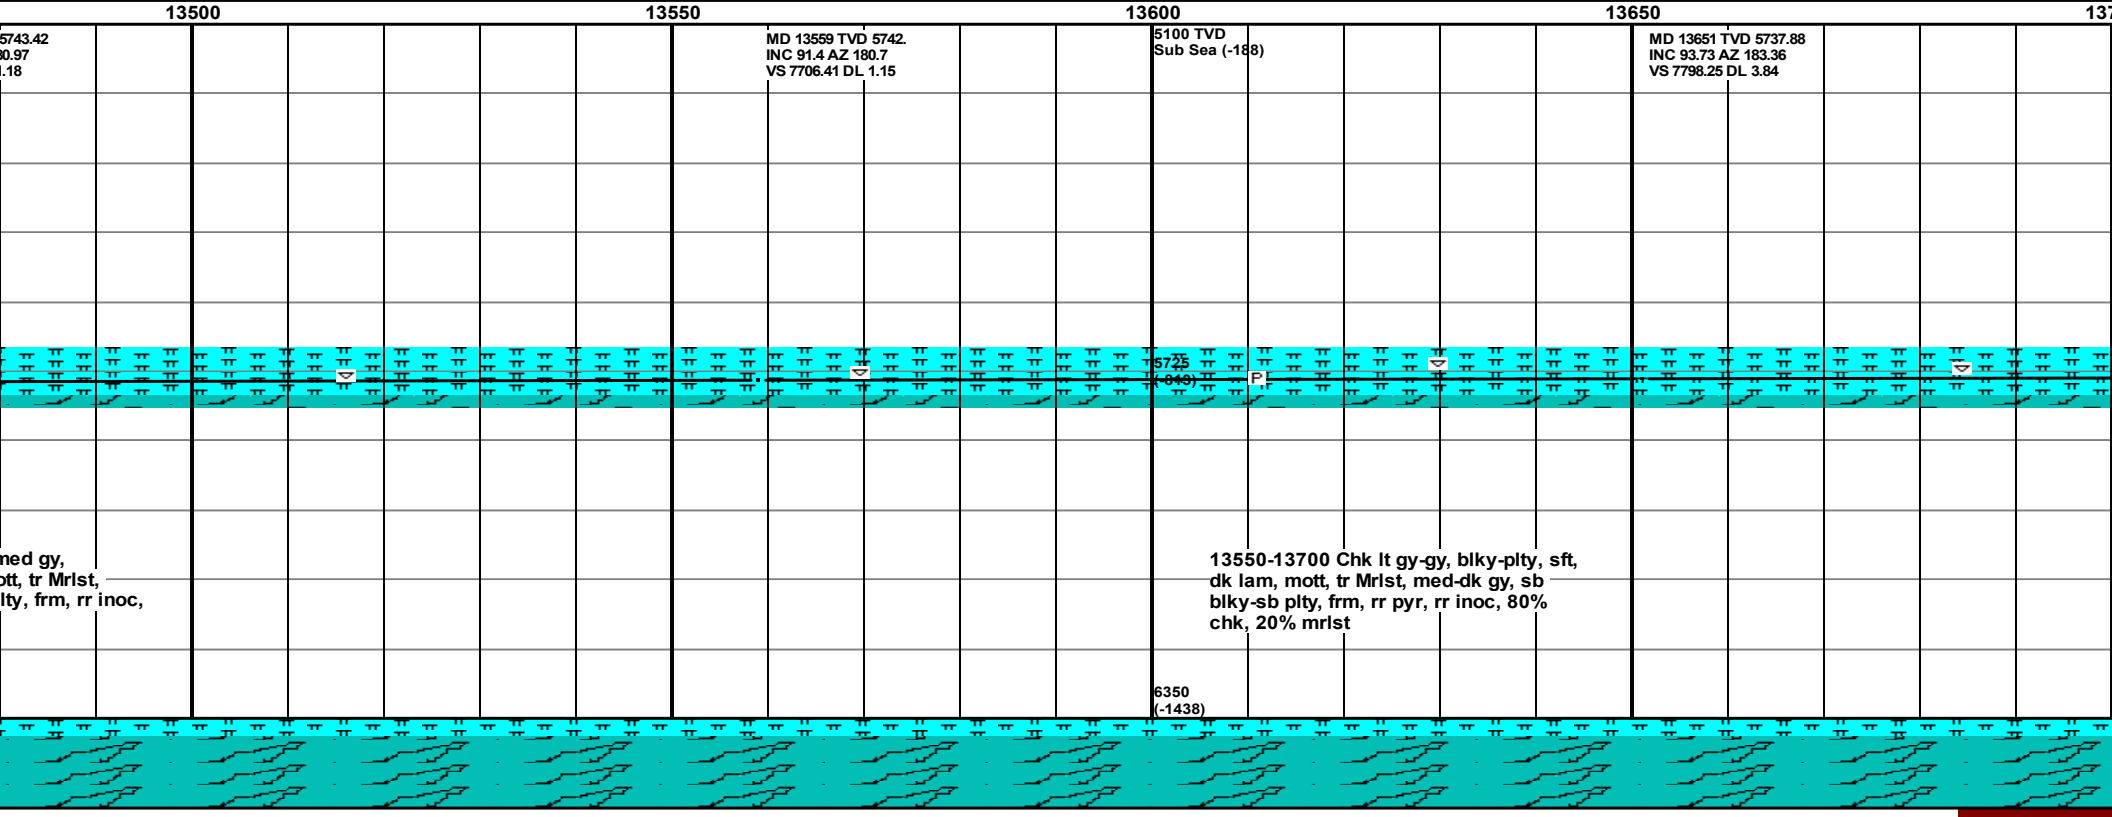 13500 13550 13600 13650
5743.42
.18
MD 13559 TVD 5742.
INC 91.4 AZ 180.7
VS 7706.41 DL 1.15
5100 TVD
Sub Sea (-188)
MD 13651 TVD 5737.88
INC 93.73 AZ 183.36
VS 7798.25 DL 3.84
5725
(-813)
P
med gy,
ott, tr Mrlst,
lty, frm, rr inoc,
13550-13700 Chk lt gy-gy, blky-plty, sft,
dk lam, mott, tr Mrlst, med-dk gy, sb
blky-sb plty, frm, rr pyr, rr inoc, 80%
chk, 20% mrlst
6350
(-1438)